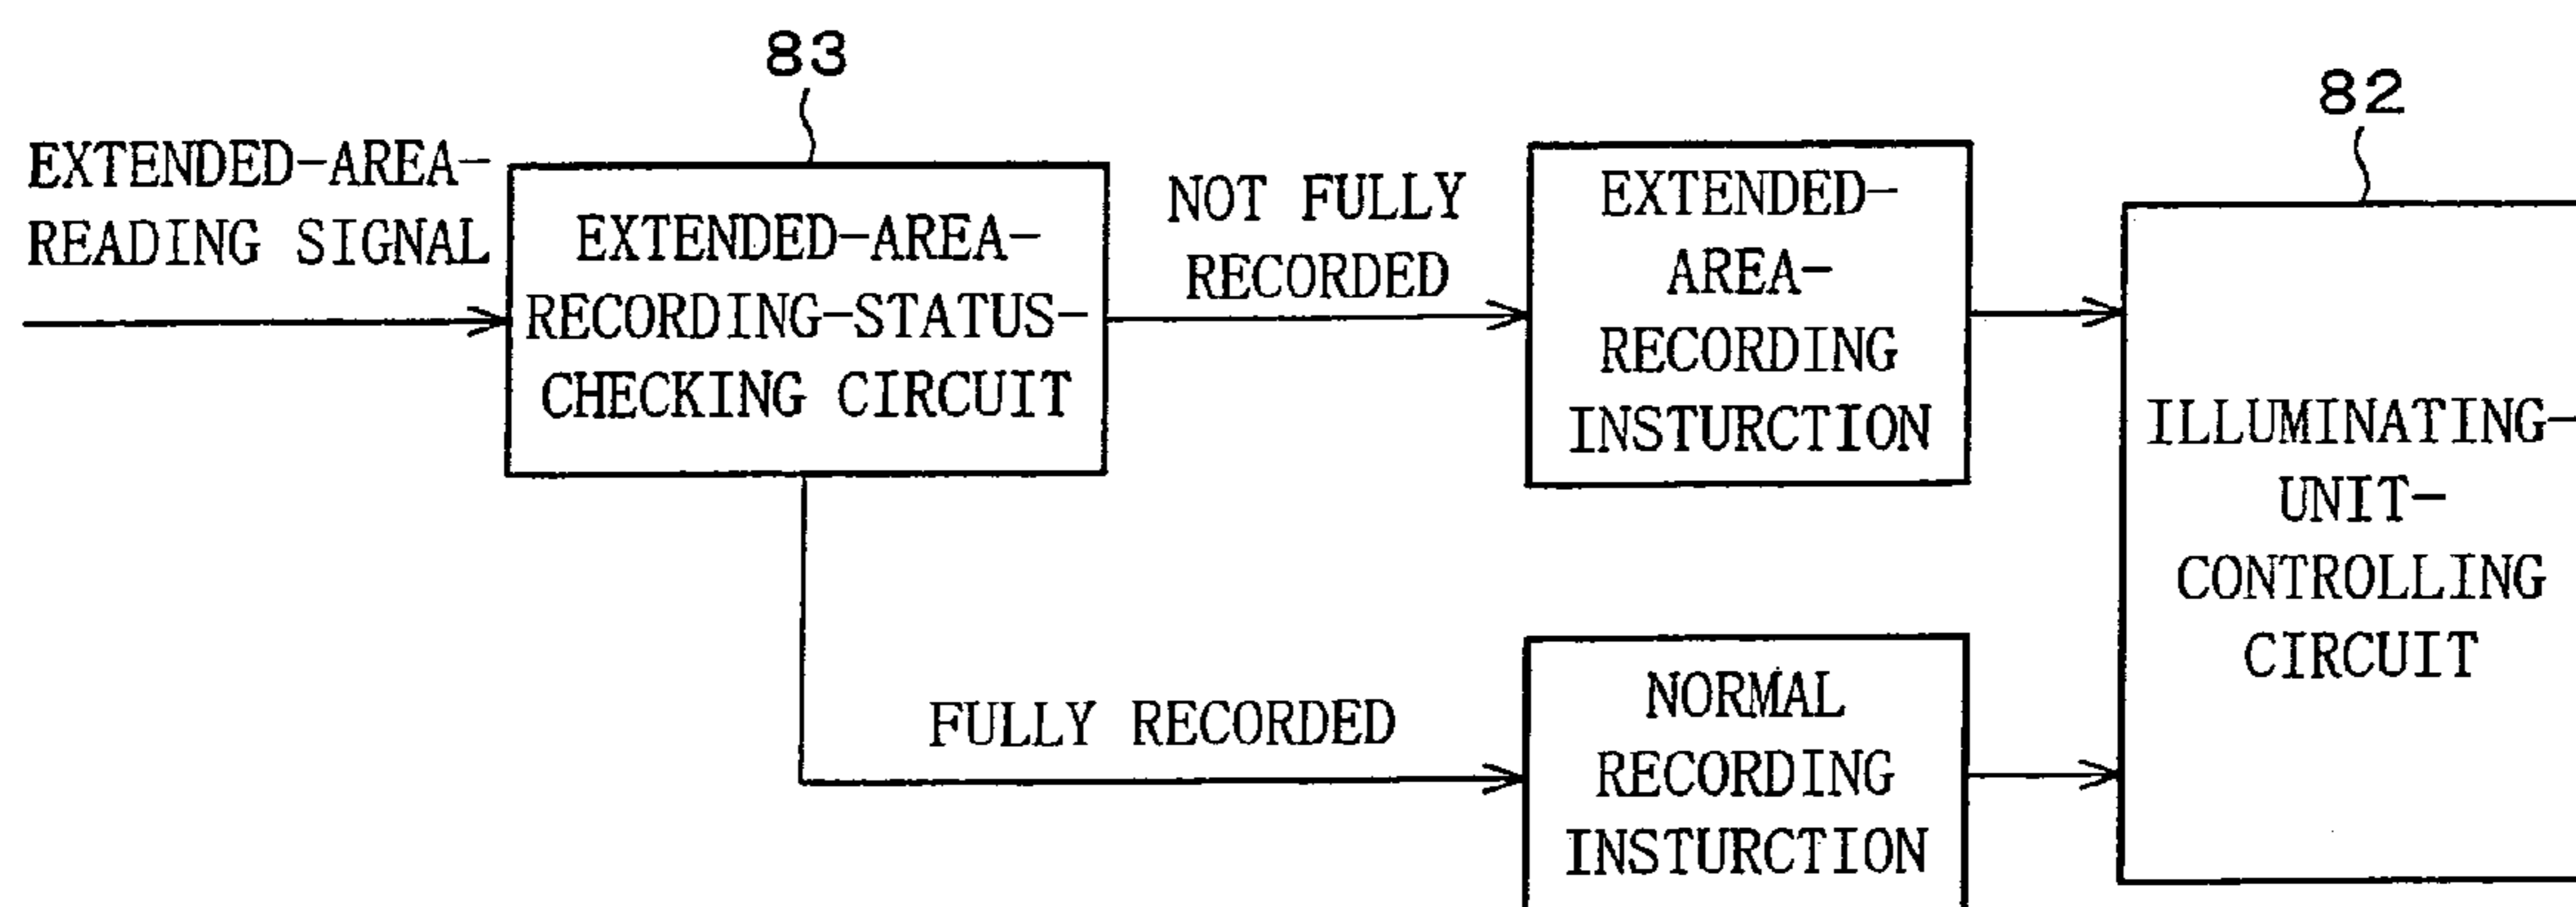 83
82
EXTENDED-AREA-
READING SIGNAL
EXTENDED-AREA-
RECORDING-STATUS-
CHECKING CIRCUIT
NOT FULLY
RECORDED
EXTENDED-
AREA-
RECORDING
INSTURCTION
ILLUMINATING-
UNIT-
CONTROLLING
CIRCUIT
FULLY RECORDED
NORMAL
RECORDING
INSTURCTION